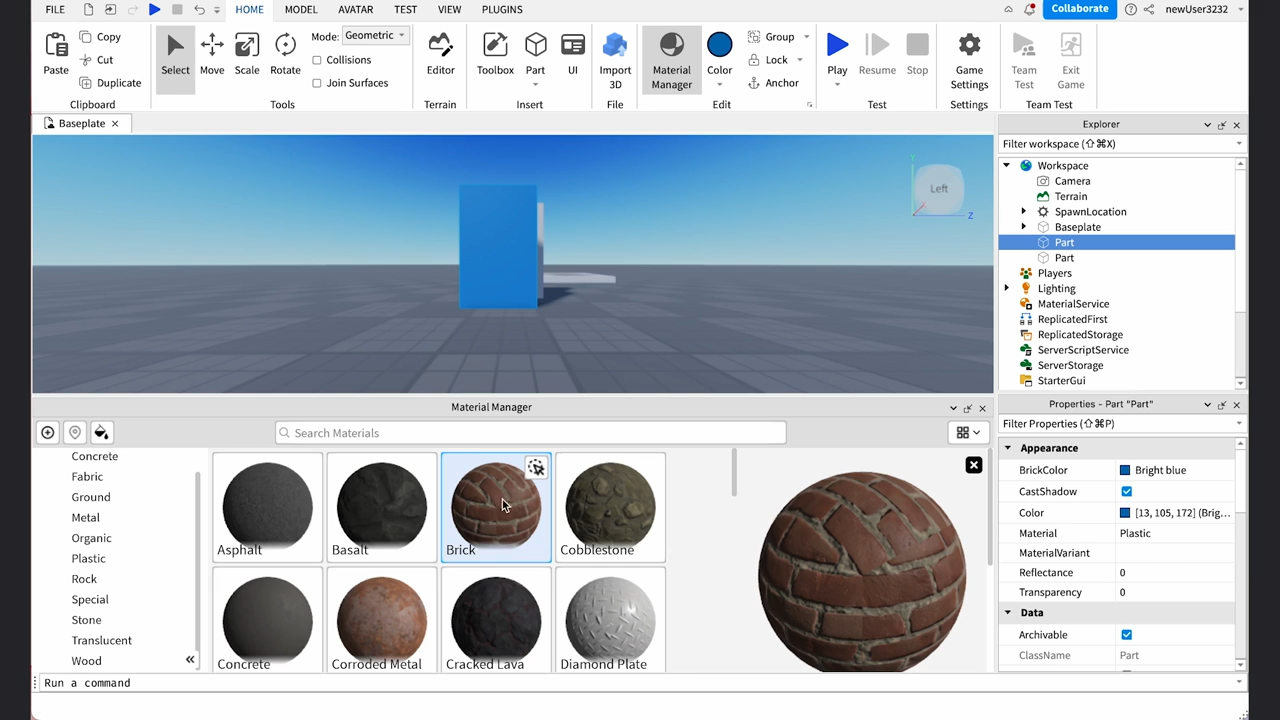 FILE HOME MODEL AVATAR TEST VIEW PLUGINS Collaborate newUser3232
Paste Copy Cut Duplicate Clipboard
Select Move Scale Rotate Mode: Geometric Collisions Join Surfaces Tools
Editor Terrain
Toolbox Part UI Insert
Import 3D File
Material Manager Color Group Lock Anchor Edit
Play Resume Stop Test
Game Settings Settings
Team Test Exit Game Team Test
Baseplate
Left
Y
Z
Explorer
Filter workspace (⇧⌘X)
Workspace
Camera
Terrain
SpawnLocation
Baseplate
Part
Part
Players
Lighting
MaterialService
ReplicatedFirst
ReplicatedStorage
ServerScriptService
ServerStorage
StarterGui
Material Manager
Search Materials
Concrete
Fabric
Ground
Metal
Organic
Plastic
Rock
Special
Stone
Translucent
Wood
Asphalt Basalt Brick Cobblestone
Concrete Corroded Metal Cracked Lava Diamond Plate
Properties - Part "Part"
Filter Properties (⇧⌘P)
Appearance
BrickColor Bright blue
CastShadow
Color [13, 105, 172] (Brig...
Material Plastic
MaterialVariant
Reflectance 0
Transparency 0
Data
Archivable
ClassName Part
Run a command